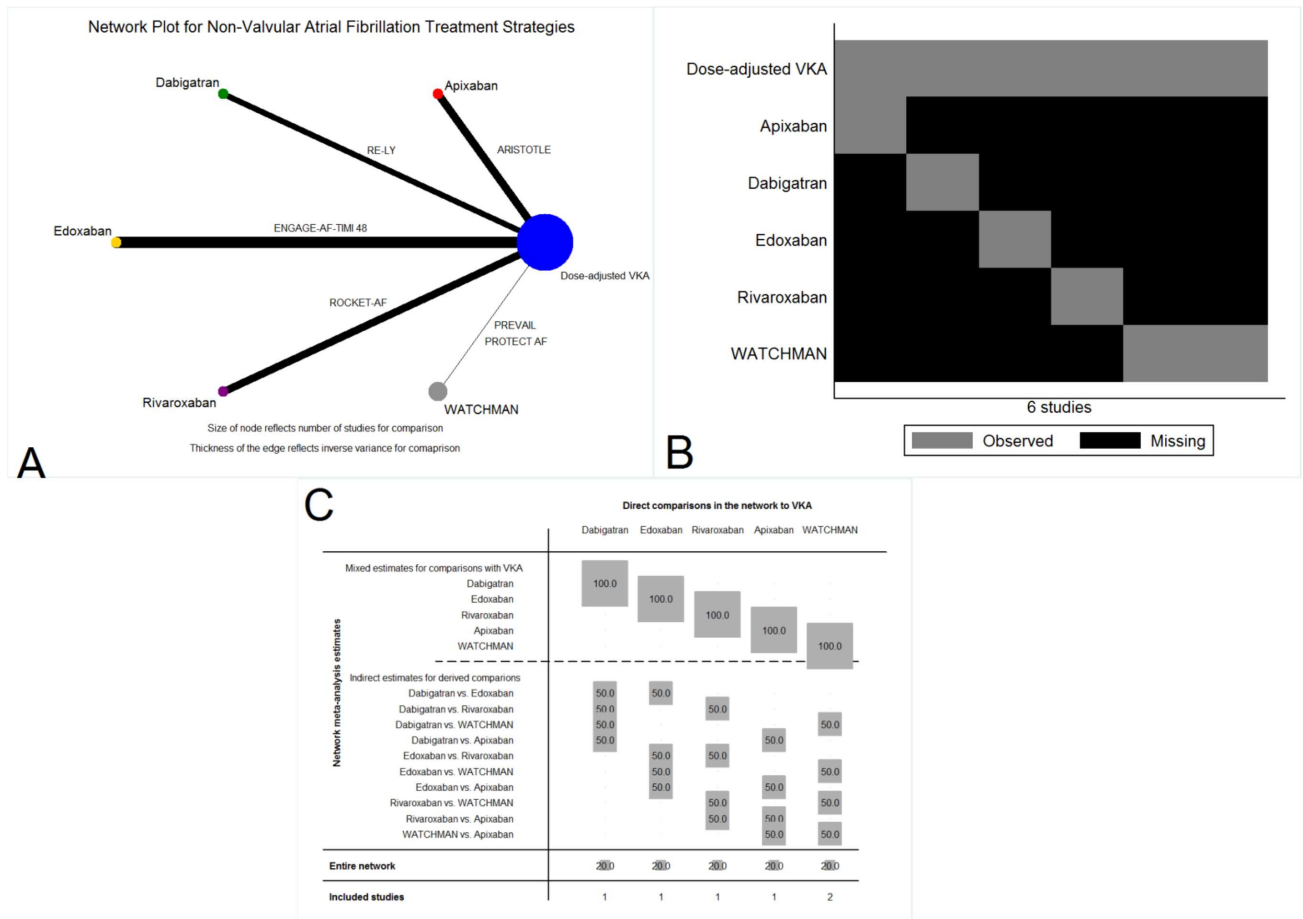 Network Plot for Non-Valvular Atrial Fibrillation Treatment Strategies
Dabigatran
Apixaban
RE-LY
ARISTOTLE
Edoxaban
ENGAGE-AF-TIMI 48
Dose-adjusted VKA
ROCKET-AF
PREVAIL
PROTECT AF
Rivaroxaban
WATCHMAN
Size of node reflects number of studies for comparison
Thickness of the edge reflects inverse variance for comaprison
A
Dose-adjusted VKA
Apixaban
Dabigatran
Edoxaban
Rivaroxaban
WATCHMAN
6 studies
Observed Missing
B
C
Direct comparisons in the network to VKA
Dabigatran Edoxaban Rivaroxaban Apixaban WATCHMAN
Network meta-analysis estimates
Mixed estimates for comparisons with VKA
Dabigatran 100.0
Edoxaban 100.0
Rivaroxaban 100.0
Apixaban 100.0
WATCHMAN 100.0
Indirect estimates for derived comparions
Dabigatran vs. Edoxaban 50.0 50.0
Dabigatran vs. Rivaroxaban 50.0 50.0
Dabigatran vs. WATCHMAN 50.0 50.0
Dabigatran vs. Apixaban 50.0 50.0
Edoxaban vs. Rivaroxaban 50.0 50.0
Edoxaban vs. WATCHMAN 50.0 50.0
Edoxaban vs. Apixaban 50.0 50.0
Rivaroxaban vs. WATCHMAN 50.0 50.0
Rivaroxaban vs. Apixaban 50.0 50.0
WATCHMAN vs. Apixaban 50.0 50.0
Entire network 20.0 20.0 20.0 20.0 20.0
Included studies 1 1 1 1 2